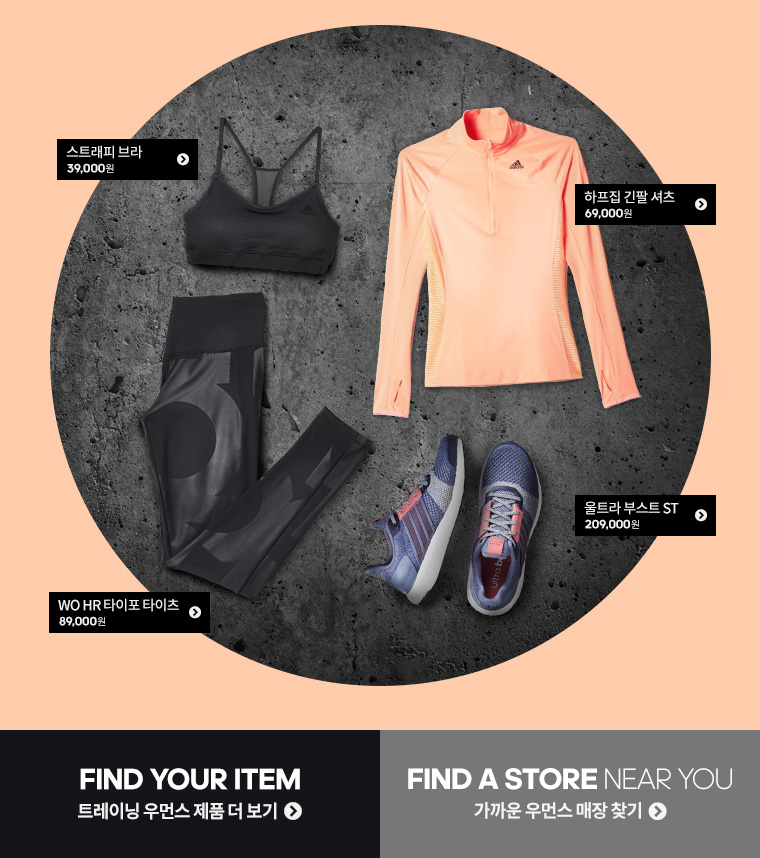 스트래피 브라
39,000원
하프집 긴팔 셔츠
69,000원
울트라 부스트 ST
209,000원
WO HR 타이포 타이츠
89,000원
FIND YOUR ITEM
트레이닝 우먼스 제품 더 보기
FIND A STORE NEAR YOU
가까운 우먼스 매장 찾기